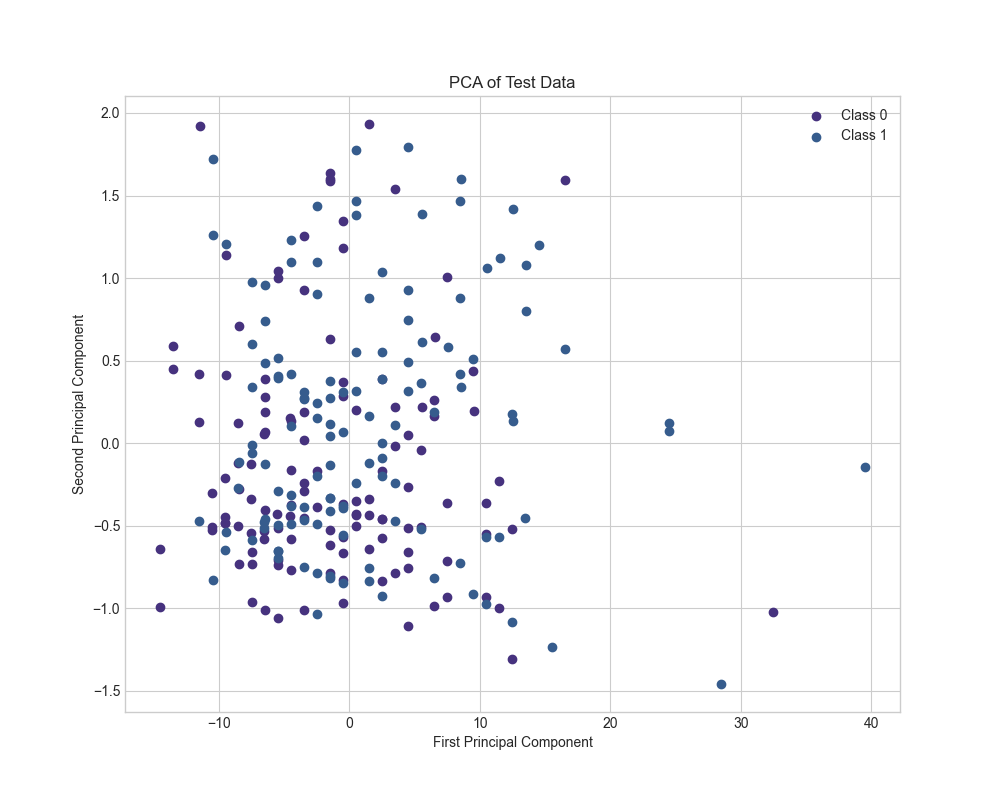 PCA of Test Data
Class 0
Class 1
2.0
1.5
1.0
0.5
0.0
−0.5
−1.0
−1.5
Second Principal Component
−10 0 10 20 30 40
First Principal Component